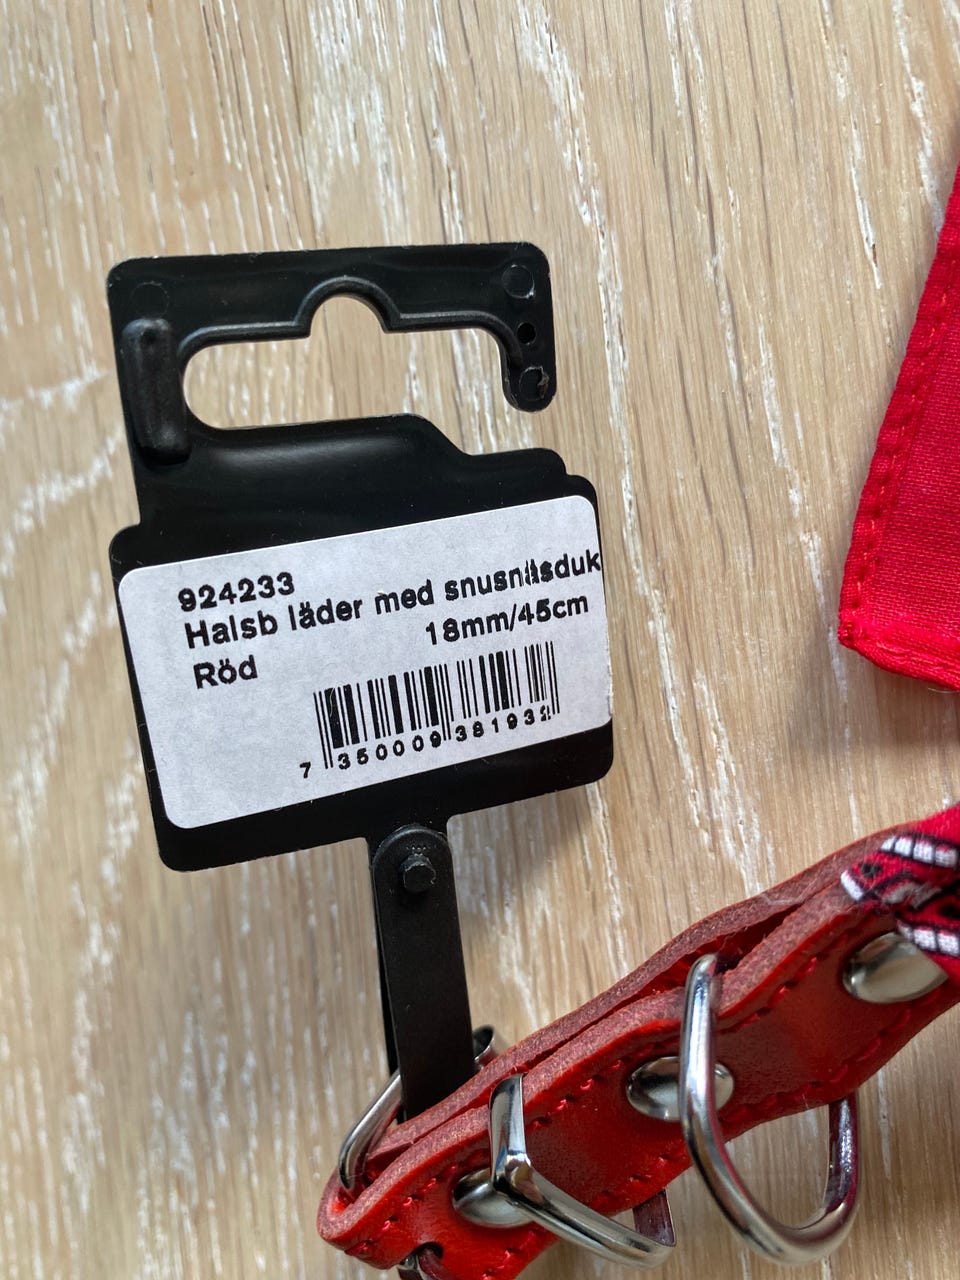 924233
Halsb läder med snusnäsduk
18mm/45cm
Röd
7 350009 381932